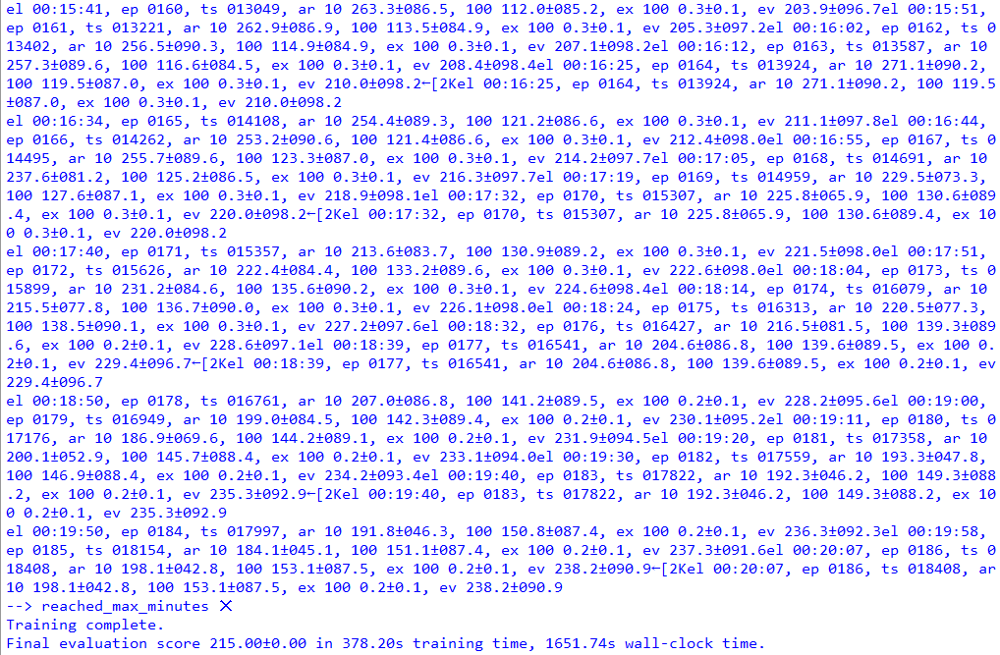 el 00:15:41, ep 0160, ts 013049, ar 10 263.3±086.5, 100 112.0±085.2, ex 100 0.3±0.1, ev 203.9±096.7el 00:15:51,
ep 0161, ts 013221, ar 10 262.9±086.9, 100 113.5±084.9, ex 100 0.3±0.1, ev 205.3±097.2el 00:16:02, ep 0162, ts 0
13402, ar 10 256.5±090.3, 100 114.9±084.9, ex 100 0.3±0.1, ev 207.1±098.2el 00:16:12, ep 0163, ts 013587, ar 10
257.3±089.6, 100 116.6±084.5, ex 100 0.3±0.1, ev 208.4±098.4el 00:16:25, ep 0164, ts 013924, ar 10 271.1±090.2,
100 119.5±087.0, ex 100 0.3±0.1, ev 210.0±098.2←[2Kel 00:16:25, ep 0164, ts 013924, ar 10 271.1±090.2, 100 119.5
±087.0, ex 100 0.3±0.1, ev 210.0±098.2
el 00:16:34, ep 0165, ts 014108, ar 10 254.4±089.3, 100 121.2±086.6, ex 100 0.3±0.1, ev 211.1±097.8el 00:16:44,
ep 0166, ts 014262, ar 10 253.2±090.6, 100 121.4±086.6, ex 100 0.3±0.1, ev 212.4±098.0el 00:16:55, ep 0167, ts 0
14495, ar 10 255.7±089.6, 100 123.3±087.0, ex 100 0.3±0.1, ev 214.2±097.7el 00:17:05, ep 0168, ts 014691, ar 10
237.6±081.2, 100 125.2±086.5, ex 100 0.3±0.1, ev 216.3±097.7el 00:17:19, ep 0169, ts 014959, ar 10 229.5±073.3,
100 127.6±087.1, ex 100 0.3±0.1, ev 218.9±098.1el 00:17:32, ep 0170, ts 015307, ar 10 225.8±065.9, 100 130.6±089
.4, ex 100 0.3±0.1, ev 220.0±098.2←[2Kel 00:17:32, ep 0170, ts 015307, ar 10 225.8±065.9, 100 130.6±089.4, ex 10
0 0.3±0.1, ev 220.0±098.2
el 00:17:40, ep 0171, ts 015357, ar 10 213.6±083.7, 100 130.9±089.2, ex 100 0.3±0.1, ev 221.5±098.0el 00:17:51,
ep 0172, ts 015626, ar 10 222.4±084.4, 100 133.2±089.6, ex 100 0.3±0.1, ev 222.6±098.0el 00:18:04, ep 0173, ts 0
15899, ar 10 231.2±084.6, 100 135.6±090.2, ex 100 0.3±0.1, ev 224.6±098.4el 00:18:14, ep 0174, ts 016079, ar 10
215.5±077.8, 100 136.7±090.0, ex 100 0.3±0.1, ev 226.1±098.0el 00:18:24, ep 0175, ts 016313, ar 10 220.5±077.3,
100 138.5±090.1, ex 100 0.3±0.1, ev 227.2±097.6el 00:18:32, ep 0176, ts 016427, ar 10 216.5±081.5, 100 139.3±089
.6, ex 100 0.2±0.1, ev 228.6±097.1el 00:18:39, ep 0177, ts 016541, ar 10 204.6±086.8, 100 139.6±089.5, ex 100 0.
2±0.1, ev 229.4±096.7←[2Kel 00:18:39, ep 0177, ts 016541, ar 10 204.6±086.8, 100 139.6±089.5, ex 100 0.2±0.1, ev
229.4±096.7
el 00:18:50, ep 0178, ts 016761, ar 10 207.0±086.8, 100 141.2±089.5, ex 100 0.2±0.1, ev 228.2±095.6el 00:19:00,
ep 0179, ts 016949, ar 10 199.0±084.5, 100 142.3±089.4, ex 100 0.2±0.1, ev 230.1±095.2el 00:19:11, ep 0180, ts 0
17176, ar 10 186.9±069.6, 100 144.2±089.1, ex 100 0.2±0.1, ev 231.9±094.5el 00:19:20, ep 0181, ts 017358, ar 10
200.1±052.9, 100 145.7±088.4, ex 100 0.2±0.1, ev 233.1±094.0el 00:19:30, ep 0182, ts 017559, ar 10 193.3±047.8,
100 146.9±088.4, ex 100 0.2±0.1, ev 234.2±093.4el 00:19:40, ep 0183, ts 017822, ar 10 192.3±046.2, 100 149.3±088
.2, ex 100 0.2±0.1, ev 235.3±092.9←[2Kel 00:19:40, ep 0183, ts 017822, ar 10 192.3±046.2, 100 149.3±088.2, ex 10
0 0.2±0.1, ev 235.3±092.9
el 00:19:50, ep 0184, ts 017997, ar 10 191.8±046.3, 100 150.8±087.4, ex 100 0.2±0.1, ev 236.3±092.3el 00:19:58,
ep 0185, ts 018154, ar 10 184.1±045.1, 100 151.1±087.4, ex 100 0.2±0.1, ev 237.3±091.6el 00:20:07, ep 0186, ts 0
18408, ar 10 198.1±042.8, 100 153.1±087.5, ex 100 0.2±0.1, ev 238.2±090.9←[2Kel 00:20:07, ep 0186, ts 018408, ar
10 198.1±042.8, 100 153.1±087.5, ex 100 0.2±0.1, ev 238.2±090.9
--> reached_max_minutes ✕
Training complete.
Final evaluation score 215.00±0.00 in 378.20s training time, 1651.74s wall-clock time.